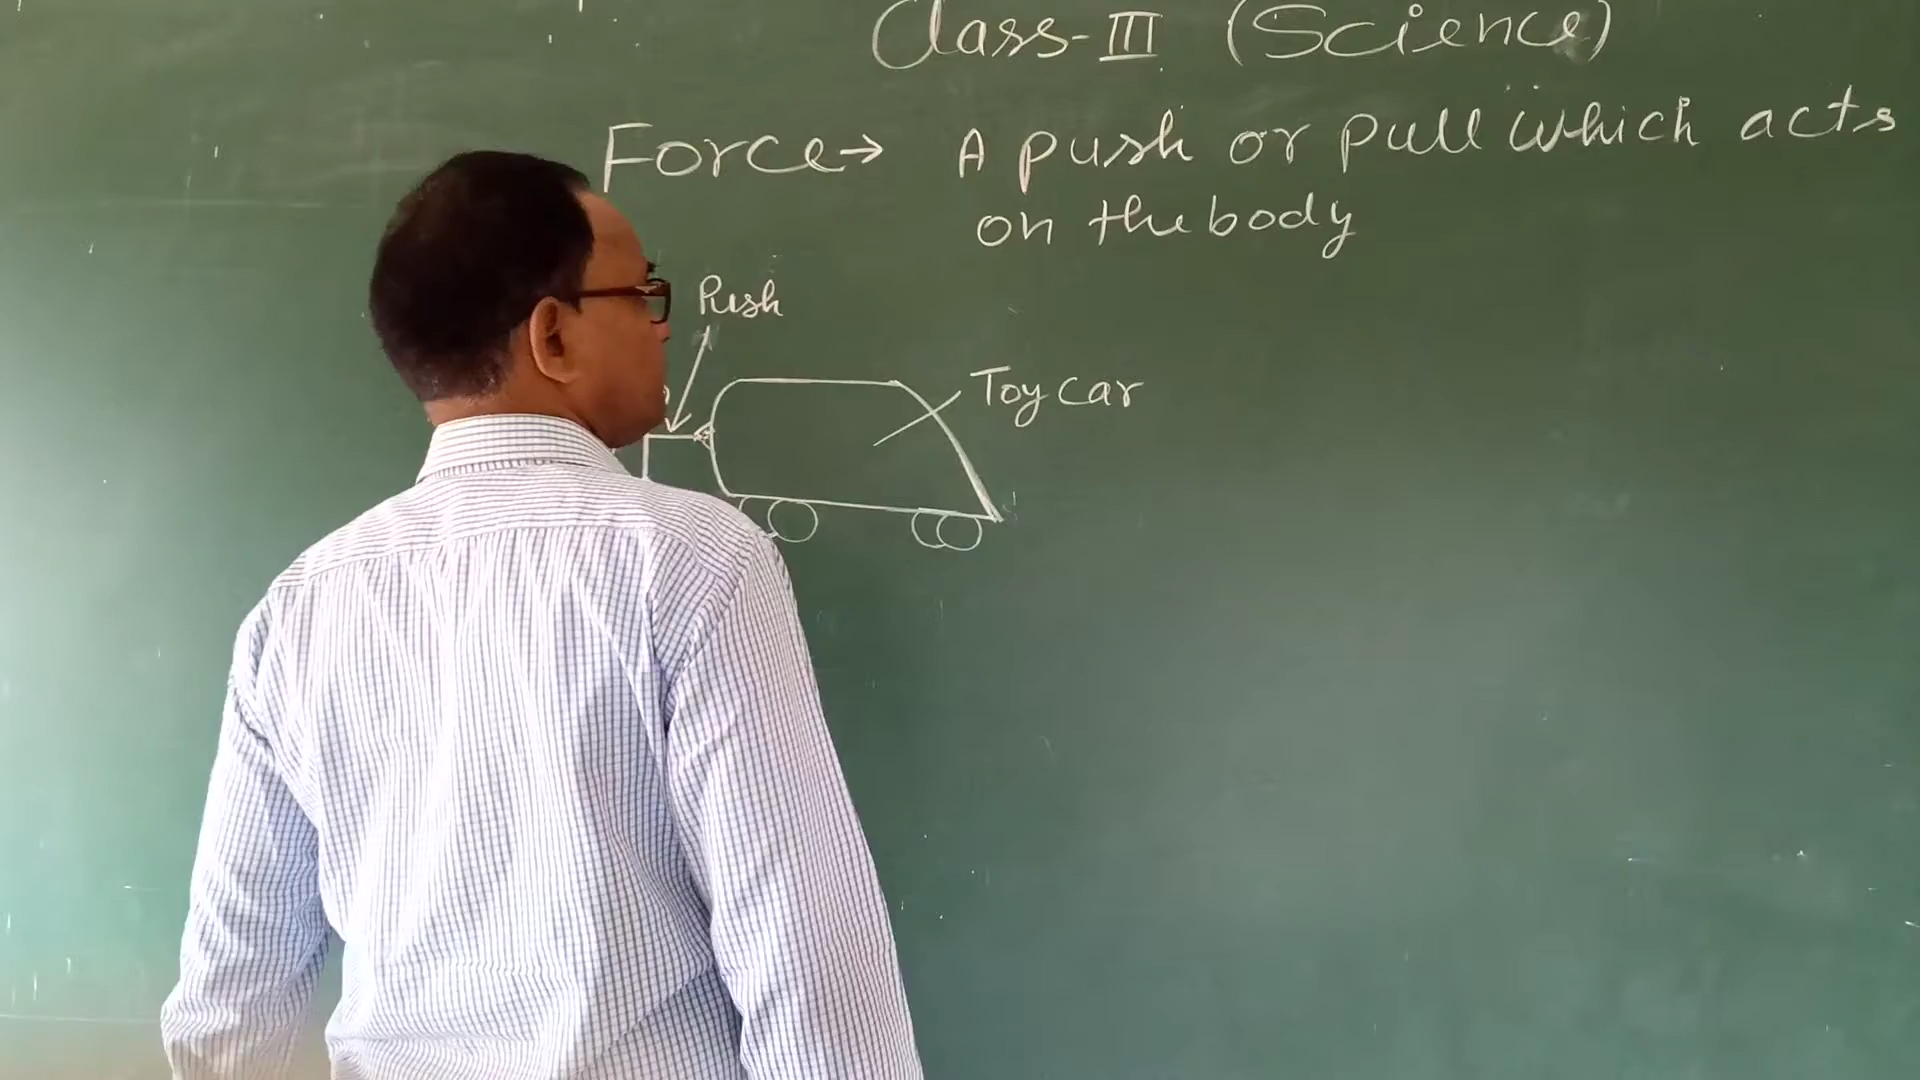 Class-III (Science)
Force→ A push or pull which acts
on the body
Push
Toy car